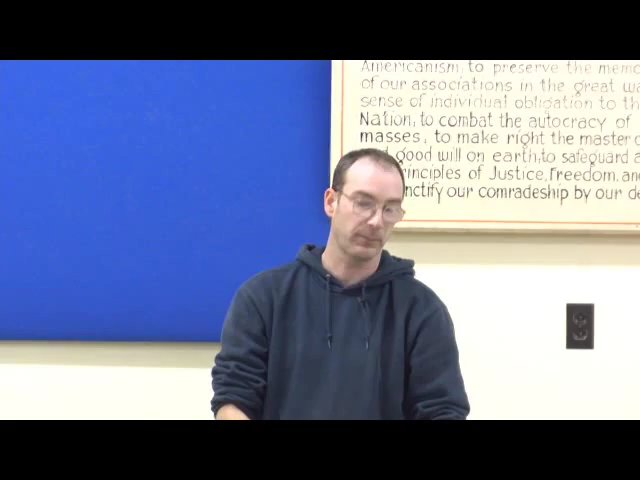 Americanism; to preserve the memo
of our associations in the great wa
sense of individual obligation to th
Nation; to combat the autocracy of
masses; to make right the master o
good will on earth; to safeguard a
rinciples of Justice, Freedom, and
nctify our comradeship by our de